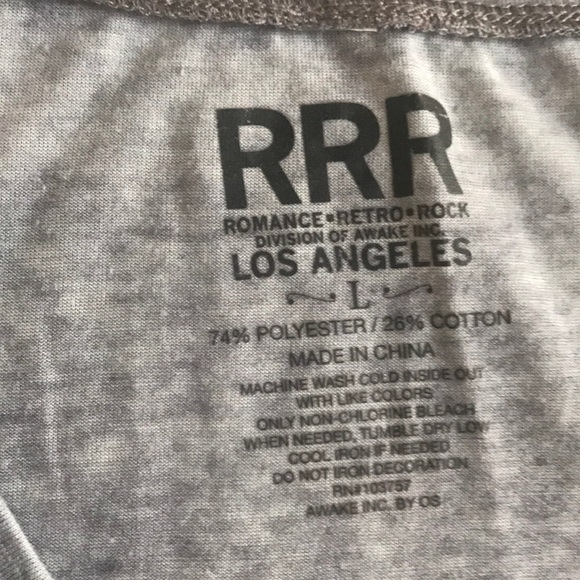 RRR
ROMANCE▪RETRO▪ROCK
DIVISION OF AWAKE INC.
LOS ANGELES
L
74% POLYESTER / 26% COTTON
MADE IN CHINA
MACHINE WASH COLD INSIDE OUT
WITH LIKE COLORS
ONLY NON-CHLORINE BLEACH
WHEN NEEDED, TUMBLE DRY LOW
COOL IRON IF NEEDED
DO NOT IRON DECORATION
RN#103757
AWAKE INC. BY OS